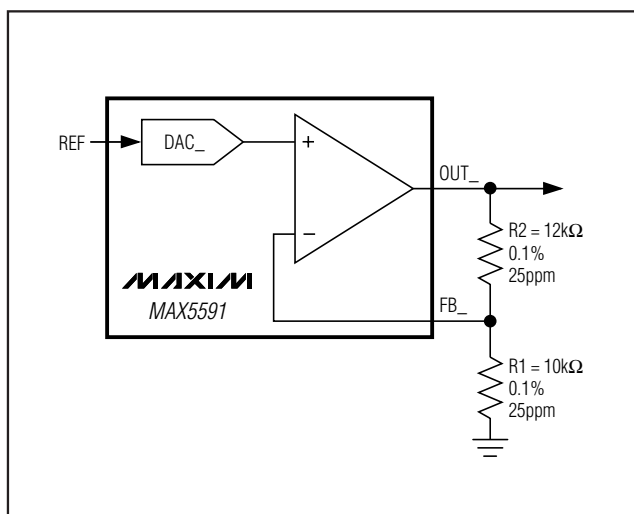 REF
DAC_
+
−
OUT_
R2 = 12kΩ
0.1%
25ppm
MAXIM
MAX5591
FB_
R1 = 10kΩ
0.1%
25ppm